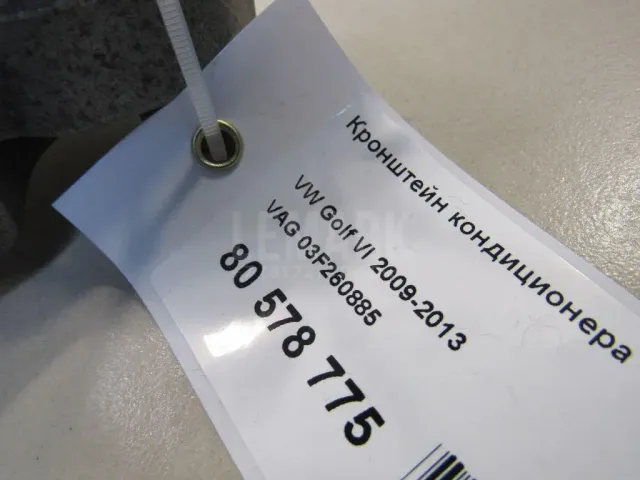 Кронштейн кондиционера
VW Golf VI 2009-2013
VAG 03F260885
80 578 775